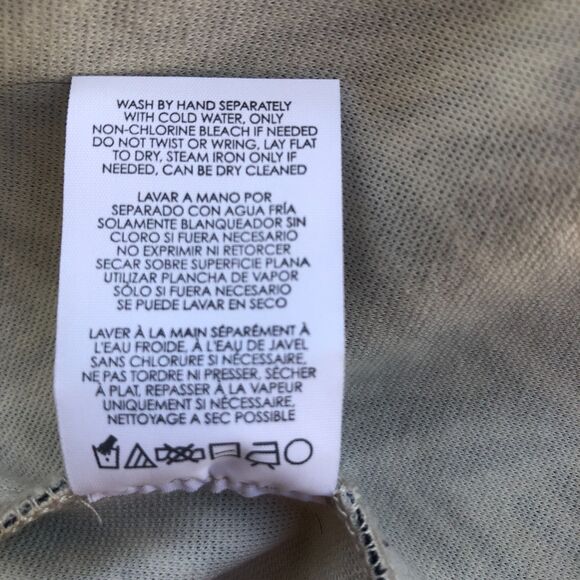 WASH BY HAND SEPARATELY
WITH COLD WATER, ONLY
NON-CHLORINE BLEACH IF NEEDED
DO NOT TWIST OR WRING, LAY FLAT
TO DRY, STEAM IRON ONLY IF
NEEDED, CAN BE DRY CLEANED
LAVAR A MANO POR
SEPARADO CON AGUA FRÍA
SOLAMENTE BLANQUEADOR SIN
CLORO SI FUERA NECESARIO
NO EXPRIMIR NI RETORCER
SECAR SOBRE SUPERFICIE PLANA
UTILIZAR PLANCHA DE VAPOR
SÓLO SI FUERA NECESARIO
SE PUEDE LAVAR EN SECO
LAVER À LA MAIN SÉPARÉMENT À
L'EAU FROIDE, À L'EAU DE JAVEL
SANS CHLORURE SI NÉCESSAIRE,
NE PAS TORDRE NI PRESSER, SÉCHER
À PLAT, REPASSER À LA VAPEUR
UNIQUEMENT SI NÉCESSAIRE,
NETTOYAGE A SEC POSSIBLE